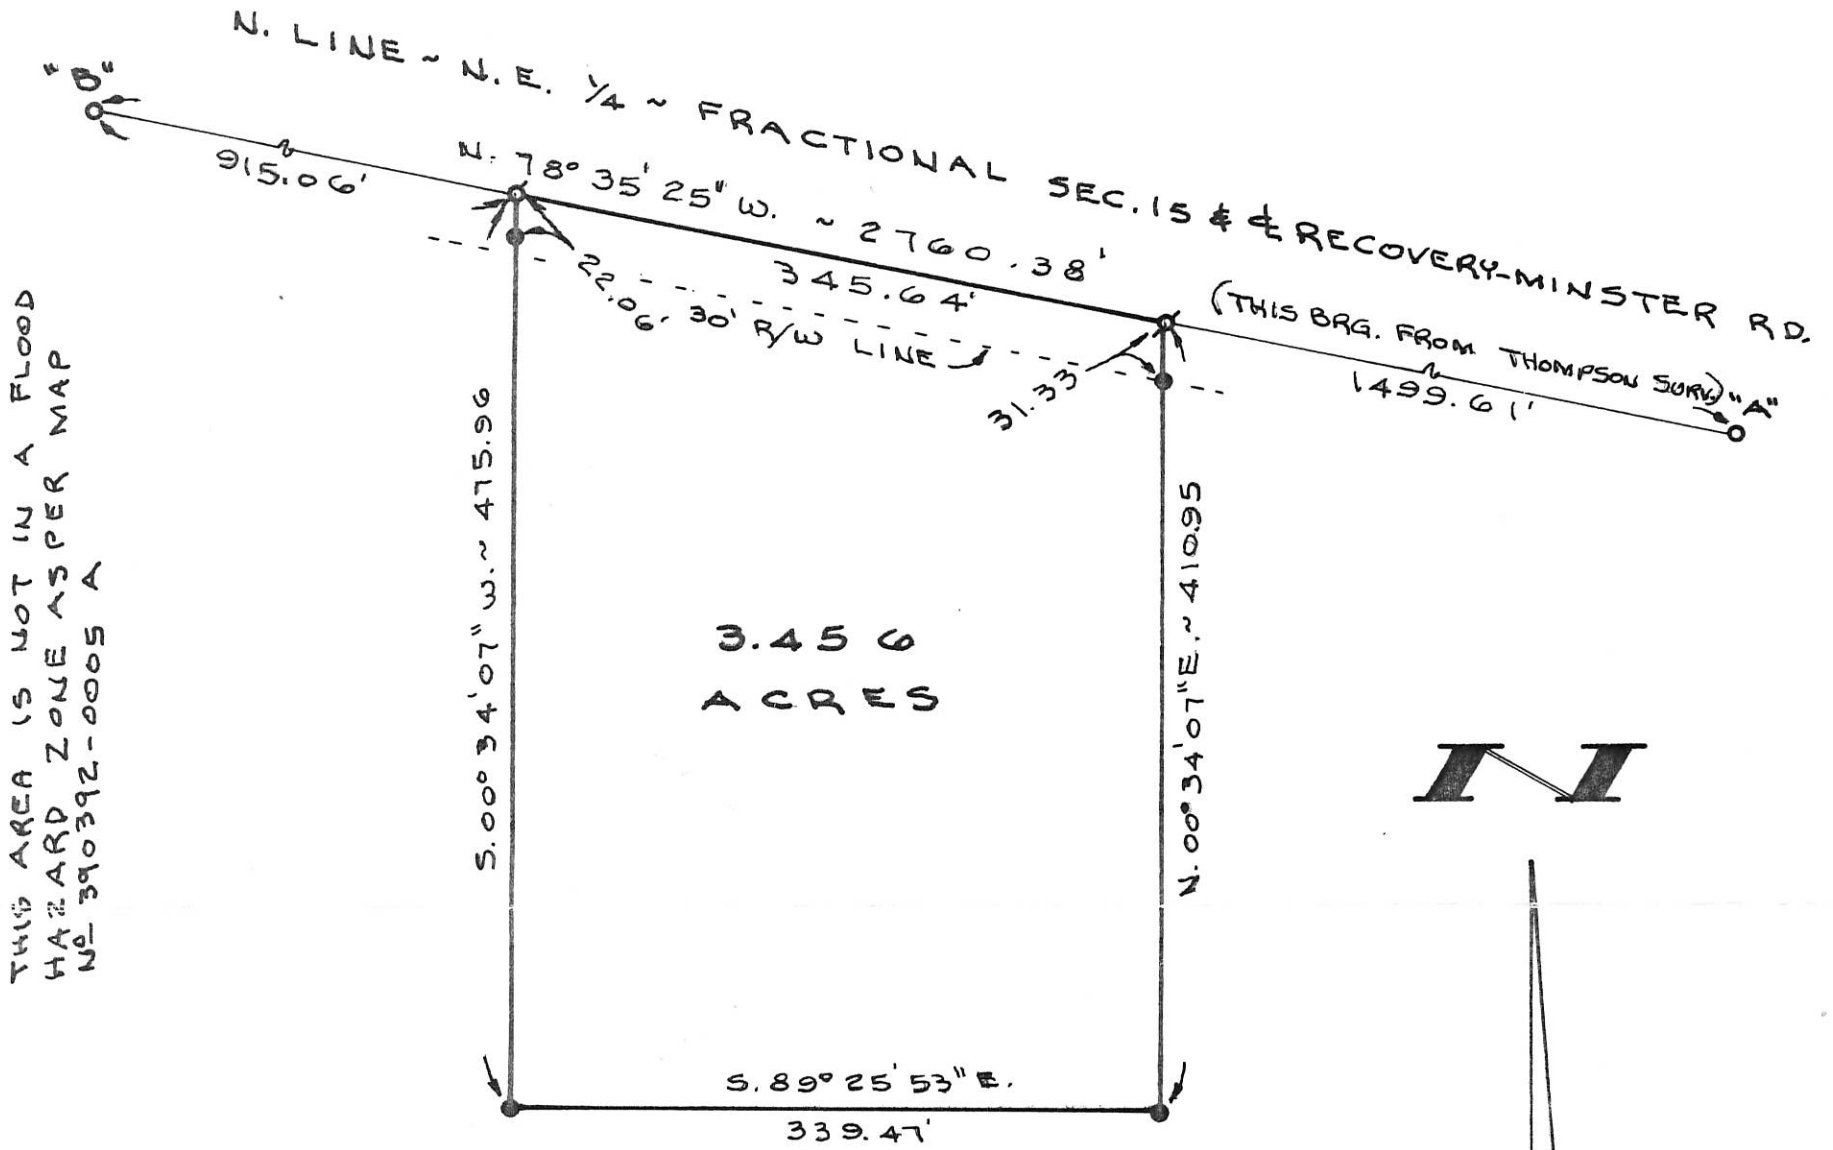 N. LINE ~ N.E. 1/4 ~ FRACTIONAL SEC. 15 & ℄ RECOVERY-MINSTER RD.
"B"
915.06'
N. 78° 35' 25" W. ~ 2760.38'
345.64'
(THIS BRG. FROM THOMPSON SURV.) "A"
1499.61'
22.06'
30' R/W LINE
31.33
S. 00° 34' 07" W. ~ 475.96
N. 00° 34' 07" E. ~ 410.95
3.456
ACRES
S. 89° 25' 53" E.
339.47'
THIS AREA IS NOT IN A FLOOD
HAZARD ZONE AS PER MAP
Nº 390392-0005 A
N